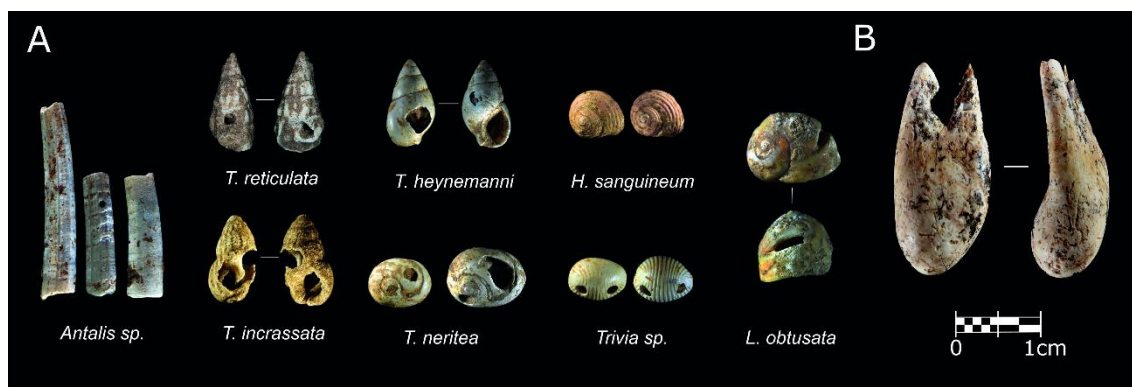 A
B
T. reticulata
T. heynemanni
H. sanguineum
Antalis sp.
T. incrassata
T. neritea
Trivia sp.
L. obtusata
0 1cm